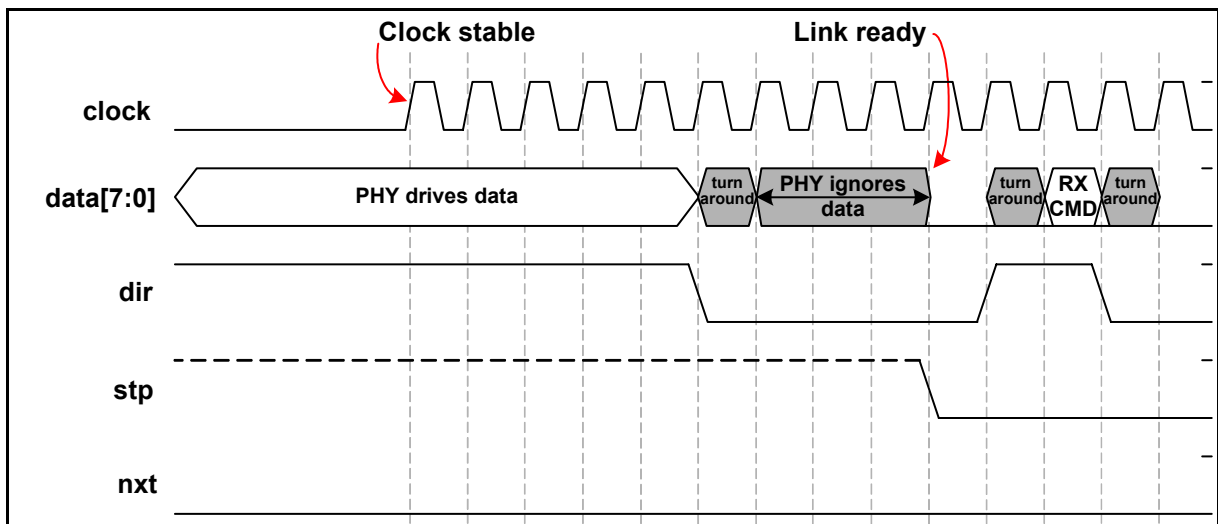 Clock stable
Link ready
clock
data[7:0]
PHY drives data
turn
around
PHY ignores
data
turn
around
RX
CMD
turn
around
dir
stp
nxt